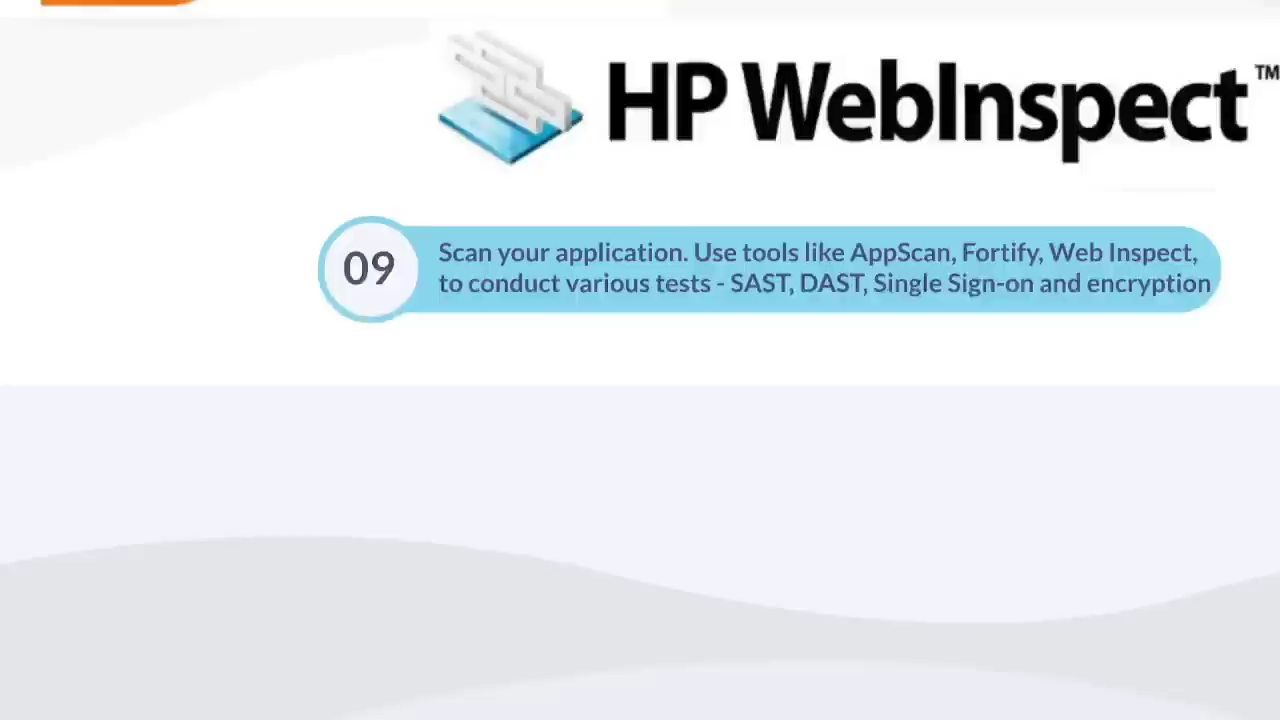 HP WebInspect™
09
Scan your application. Use tools like AppScan, Fortify, Web Inspect,
to conduct various tests - SAST, DAST, Single Sign-on and encryption